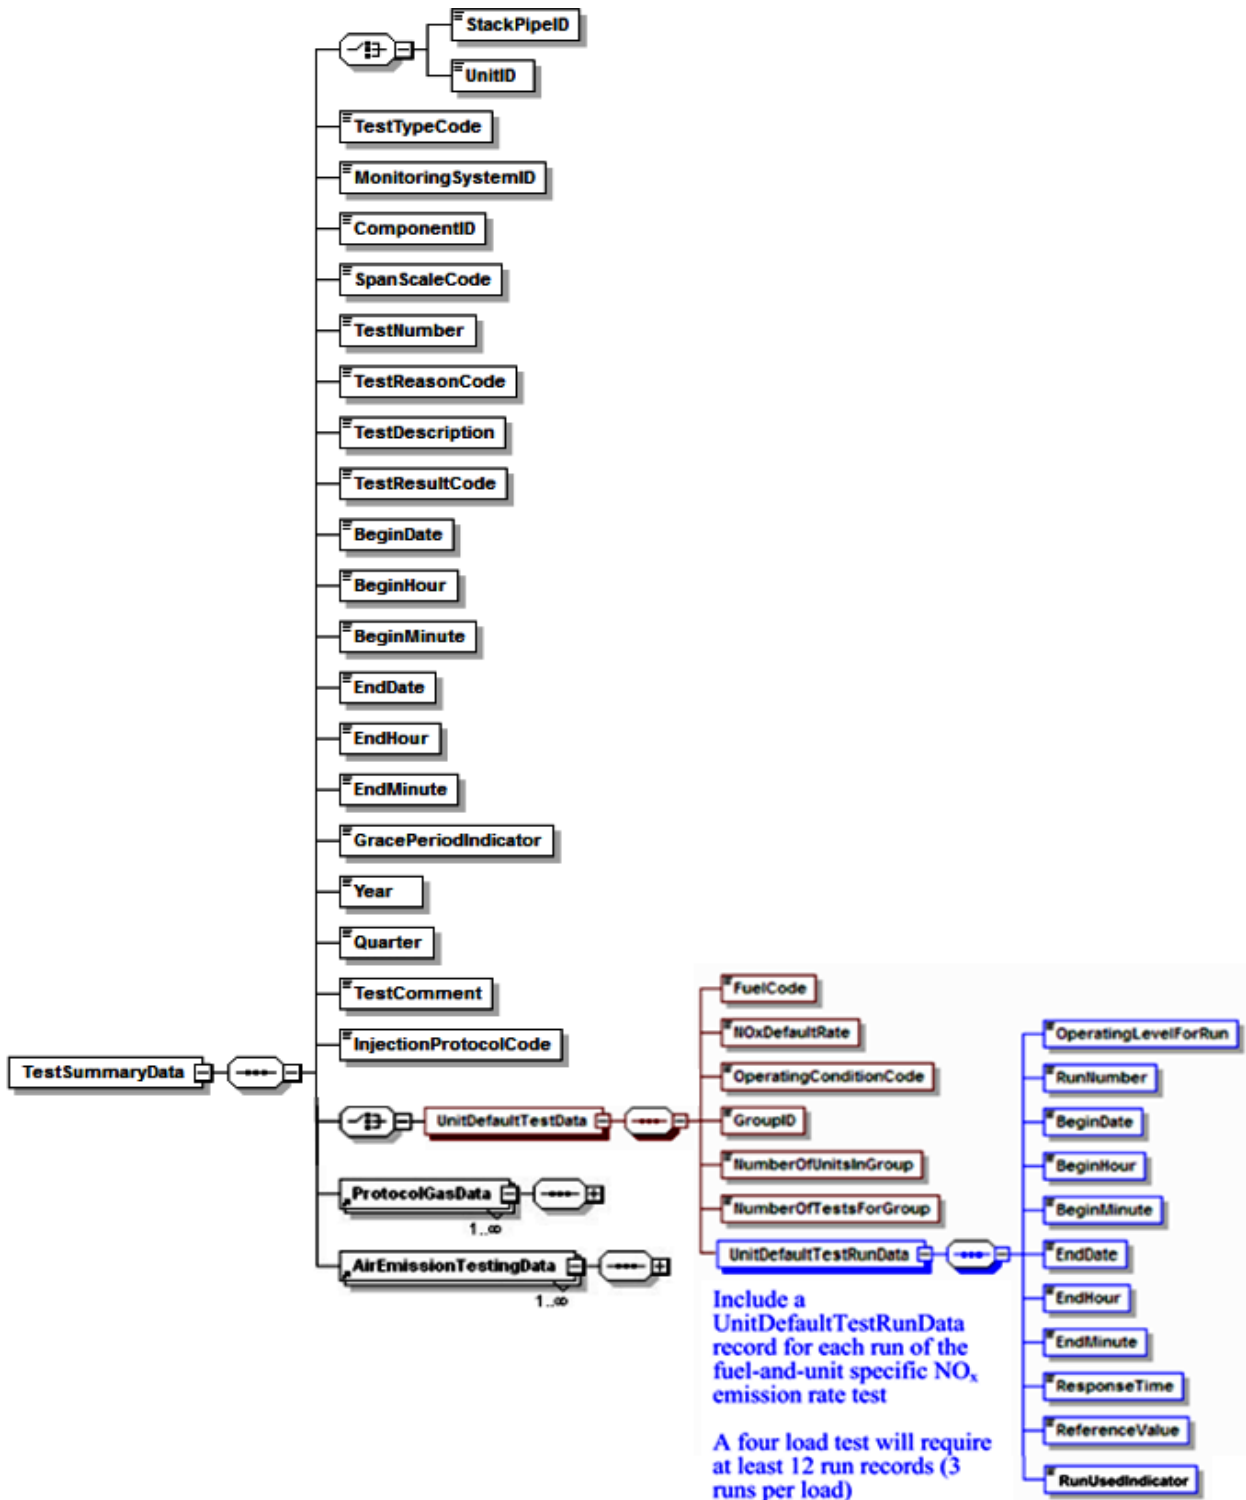 StackPipeID
UnitID
TestTypeCode
MonitoringSystemID
ComponentID
SpanScaleCode
TestNumber
TestReasonCode
TestDescription
TestResultCode
BeginDate
BeginHour
BeginMinute
EndDate
EndHour
EndMinute
GracePeriodIndicator
Year
Quarter
TestComment
InjectionProtocolCode
TestSummaryData
UnitDefaultTestData
ProtocolGasData
1..∞
AirEmissionTestingData
1..∞
FuelCode
NOxDefaultRate
OperatingConditionCode
GroupID
NumberOfUnitsInGroup
NumberOfTestsForGroup
UnitDefaultTestRunData
Include a
UnitDefaultTestRunData
record for each run of the
fuel-and-unit specific NOx
emission rate test
A four load test will require
at least 12 run records (3
runs per load)
OperatingLevelForRun
RunNumber
BeginDate
BeginHour
BeginMinute
EndDate
EndHour
EndMinute
ResponseTime
ReferenceValue
RunUsedIndicator